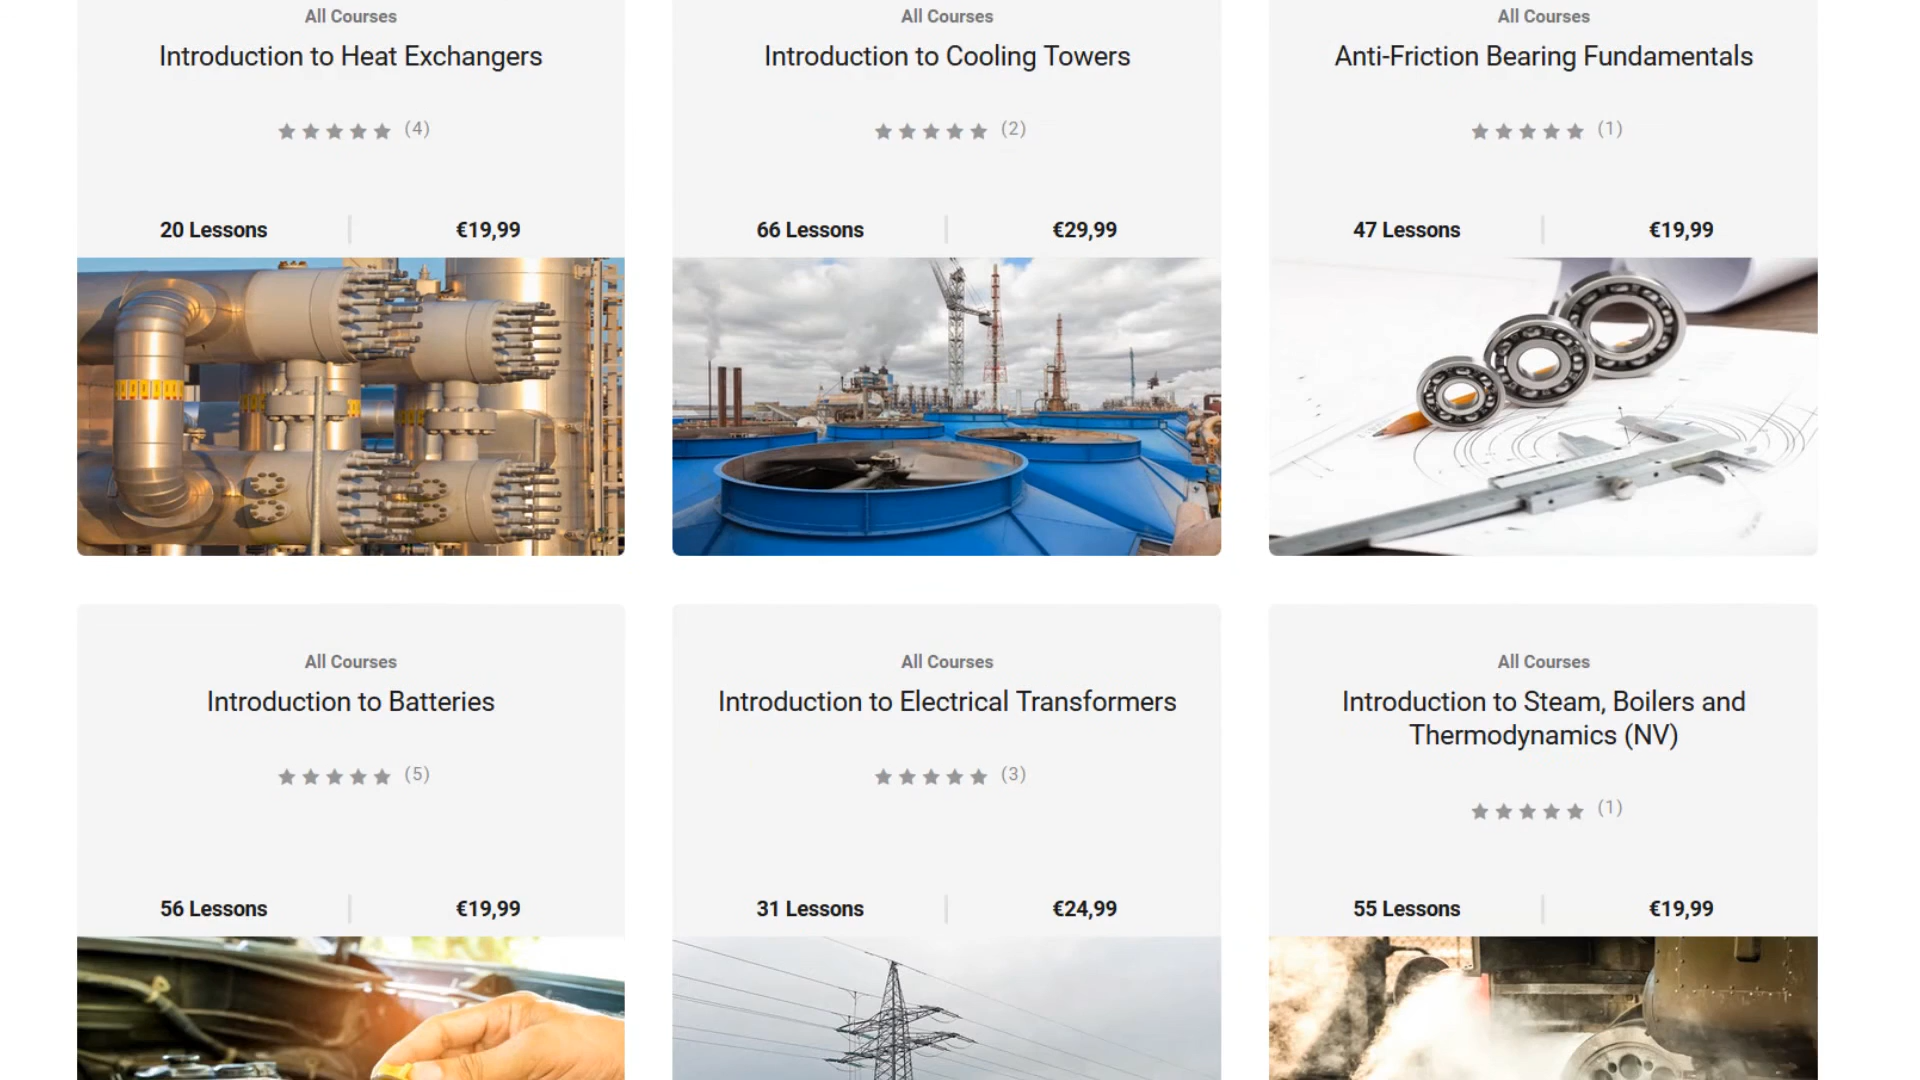 All Courses
Introduction to Heat Exchangers
(4)
20 Lessons
€19,99
All Courses
Introduction to Cooling Towers
(2)
66 Lessons
€29,99
All Courses
Anti-Friction Bearing Fundamentals
(1)
47 Lessons
€19,99
All Courses
Introduction to Batteries
(5)
56 Lessons
€19,99
All Courses
Introduction to Electrical Transformers
(3)
31 Lessons
€24,99
All Courses
Introduction to Steam, Boilers and
Thermodynamics (NV)
(1)
55 Lessons
€19,99